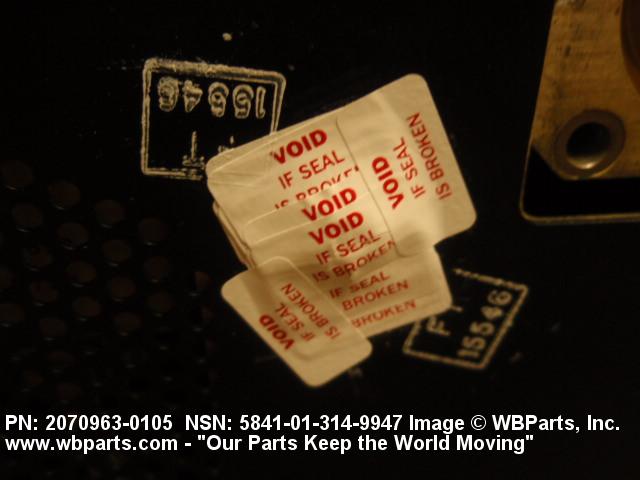 15546
VOID
IF SEAL
IS BROKEN
VOID
IF SEAL
IS BROKEN
VOID
VOID
IF SEAL
IS BROKEN
IF SEAL
BROKEN
BROKEN
VOID
IF SEAL
IS BROKEN
F
15546
PN: 2070963-0105 NSN: 5841-01-314-9947 Image © WBParts, Inc.
www.wbparts.com - "Our Parts Keep the World Moving"